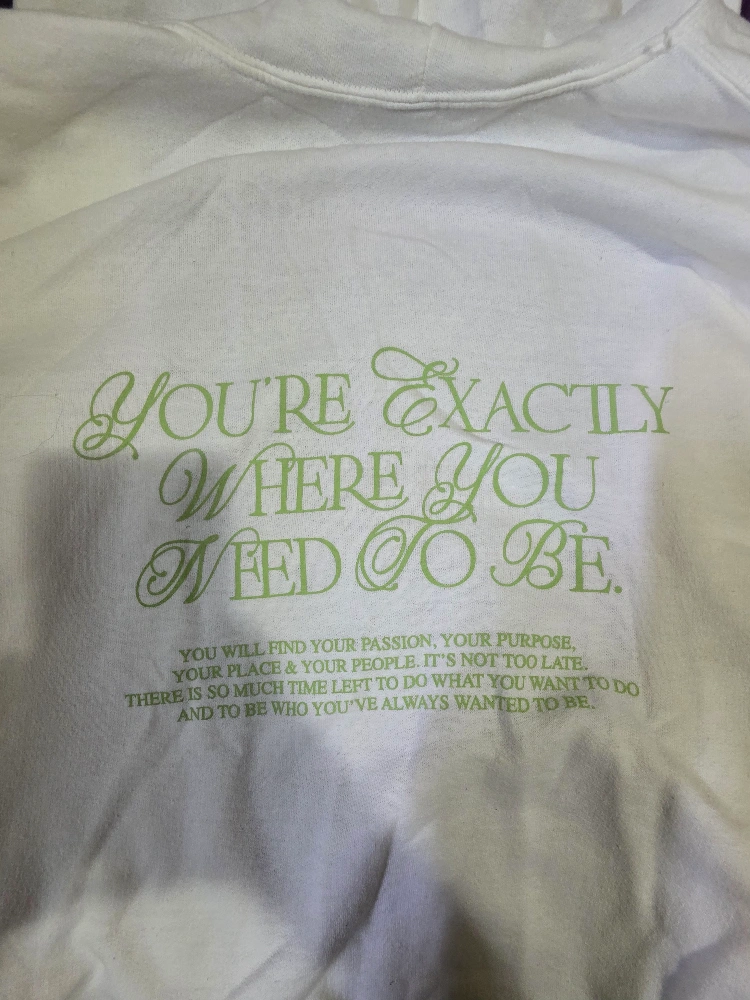 YOU'RE EXACTLY
WHERE YOU
NEED TO BE.
YOU WILL FIND YOUR PASSION, YOUR PURPOSE,
YOUR PLACE & YOUR PEOPLE. IT'S NOT TOO LATE.
THERE IS SO MUCH TIME LEFT TO DO WHAT YOU WANT TO DO
AND TO BE WHO YOU'VE ALWAYS WANTED TO BE.